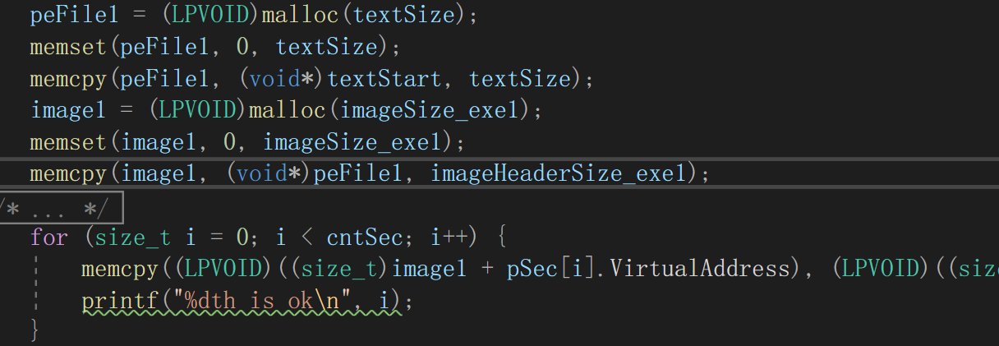 peFile1 = (LPVOID)malloc(textSize);
memset(peFile1, 0, textSize);
memcpy(peFile1, (void*)textStart, textSize);
image1 = (LPVOID)malloc(imageSize_exe1);
memset(image1, 0, imageSize_exe1);
memcpy(image1, (void*)peFile1, imageHeaderSize_exe1);
/* ... */
for (size_t i = 0; i < cntSec; i++) {
memcpy((LPVOID)((size_t)image1 + pSec[i].VirtualAddress), (LPVOID)((siz
printf("%dth is ok\n", i);
}